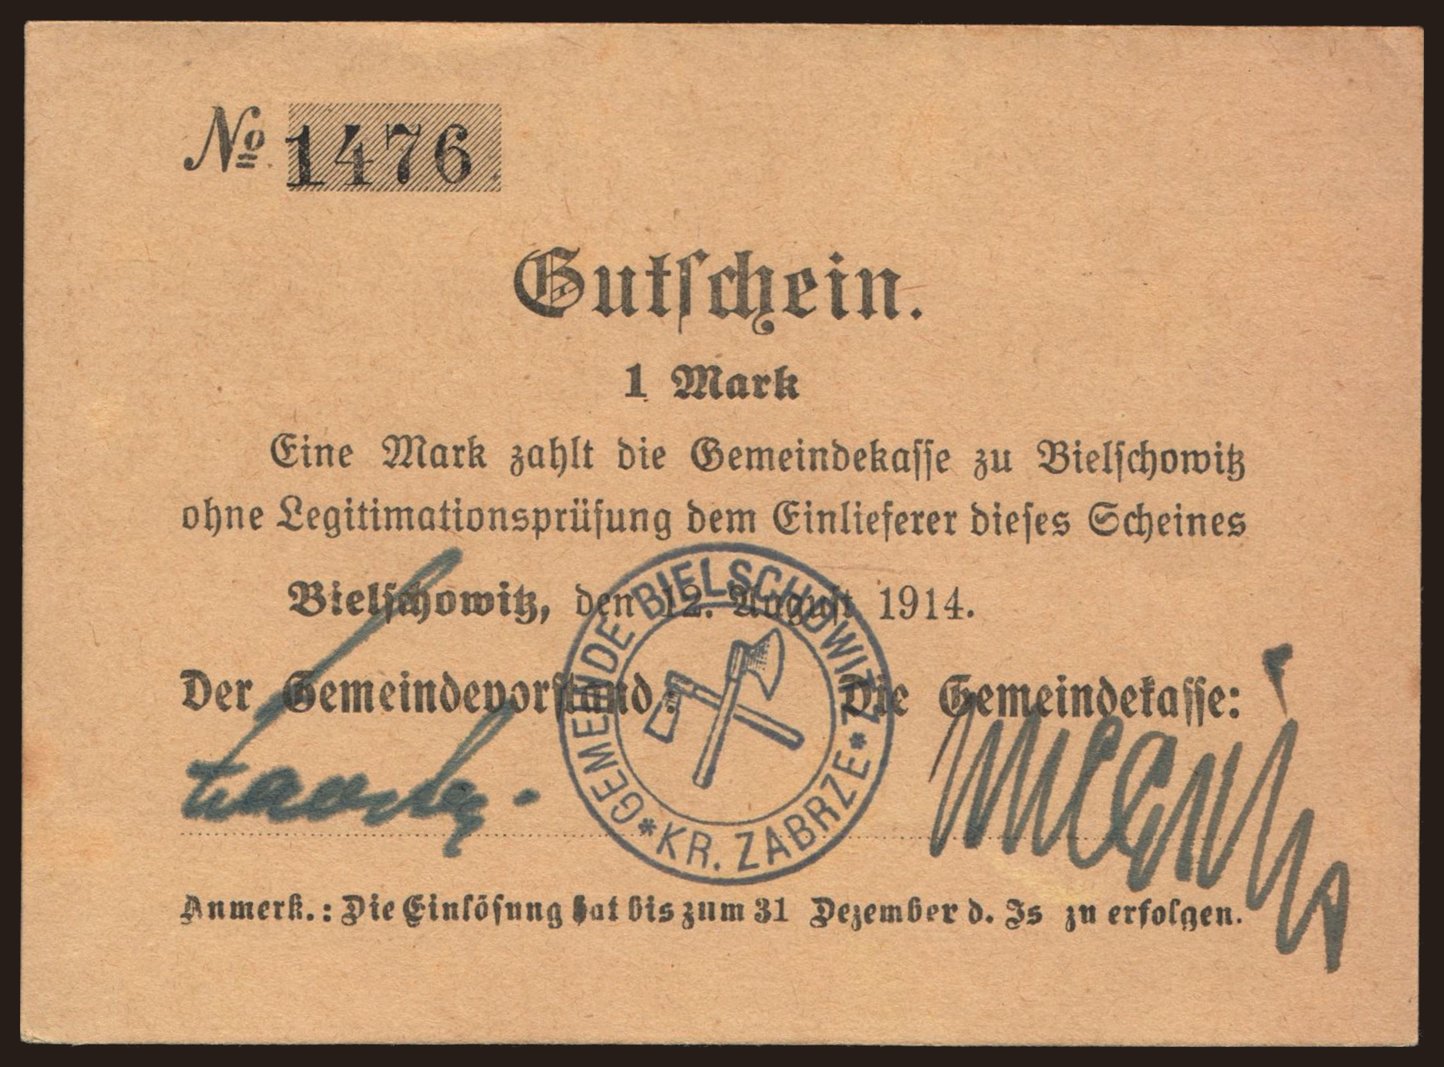 № 1476
Gutschein.
1 Mark
Eine Mark zahlt die Gemeindekasse zu Bielschowitz
ohne Legitimationsprüfung dem Einlieferer dieses Scheines
Bielschowitz, den 12. August 1914.
Der Gemeindevorstand: Die Gemeindekasse:
GEMEINDE BIELSCHOWITZ * KR. ZABRZE *
Anmerk.: Die Einlösung hat bis zum 31 Dezember d. Js zu erfolgen.